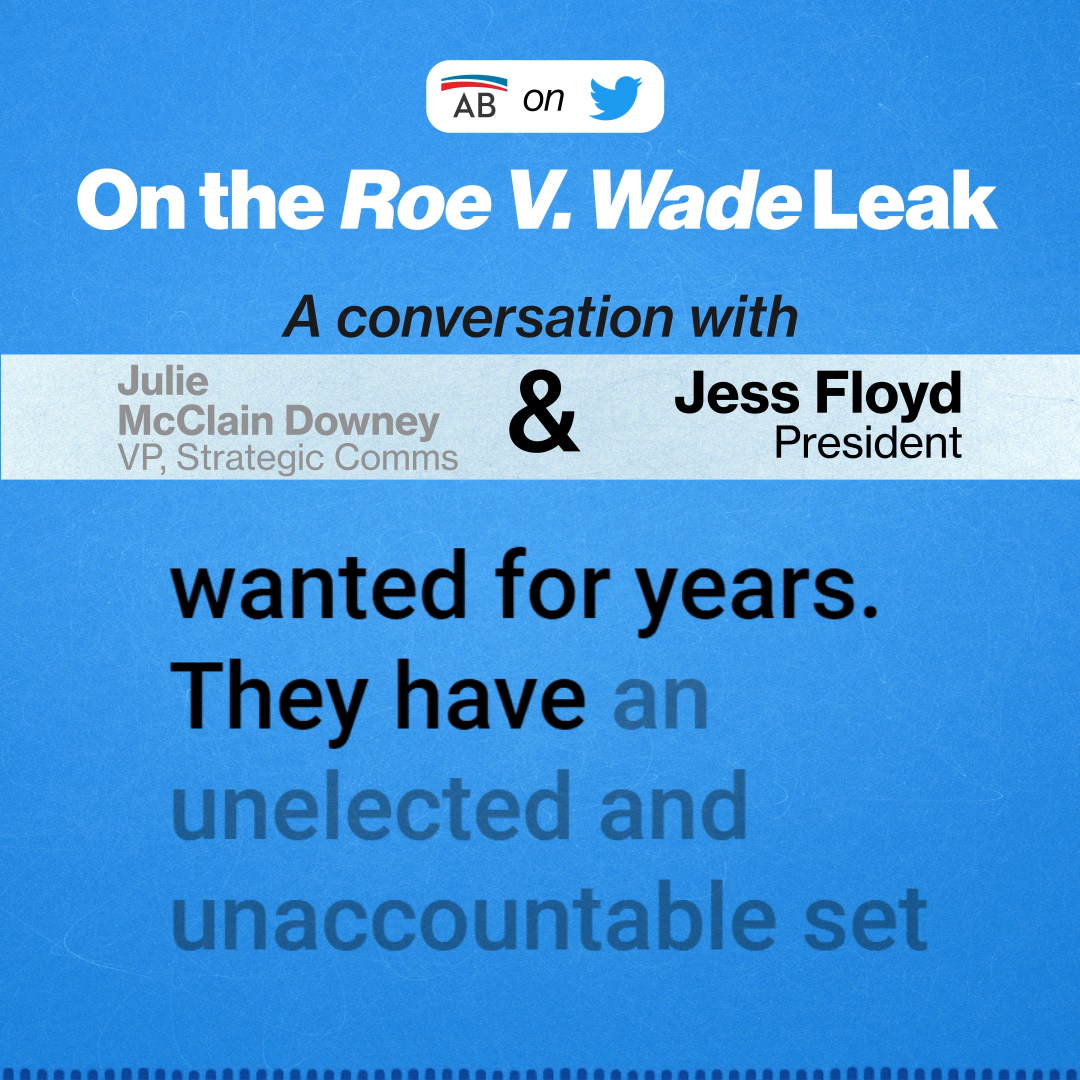 AB on
On the Roe V. Wade Leak
A conversation with
Julie
McClain Downey
VP, Strategic Comms
&
Jess Floyd
President
wanted for years.
They have an
unelected and
unaccountable set